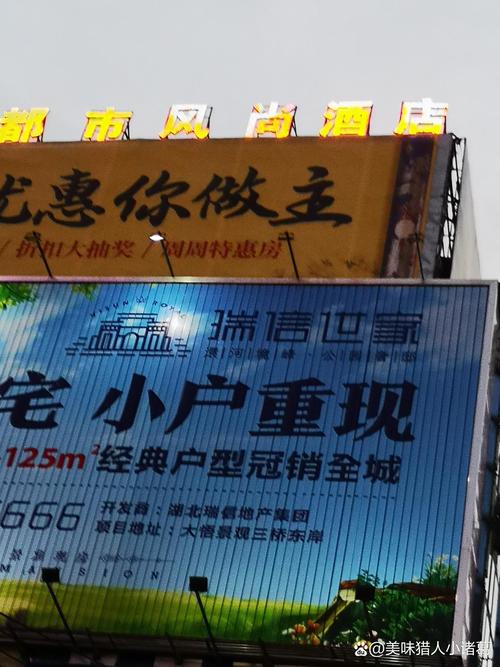 都市风尚酒店
优惠你做主
/ 折扣大抽奖 / 周周特惠房
瑞信世家
宅 小户重现
-125m²经典户型冠销全城
6666
开发商：湖北瑞信地产集团
项目地址：大悟景观三桥东岸
MANSION
@美味猎人小诸葛